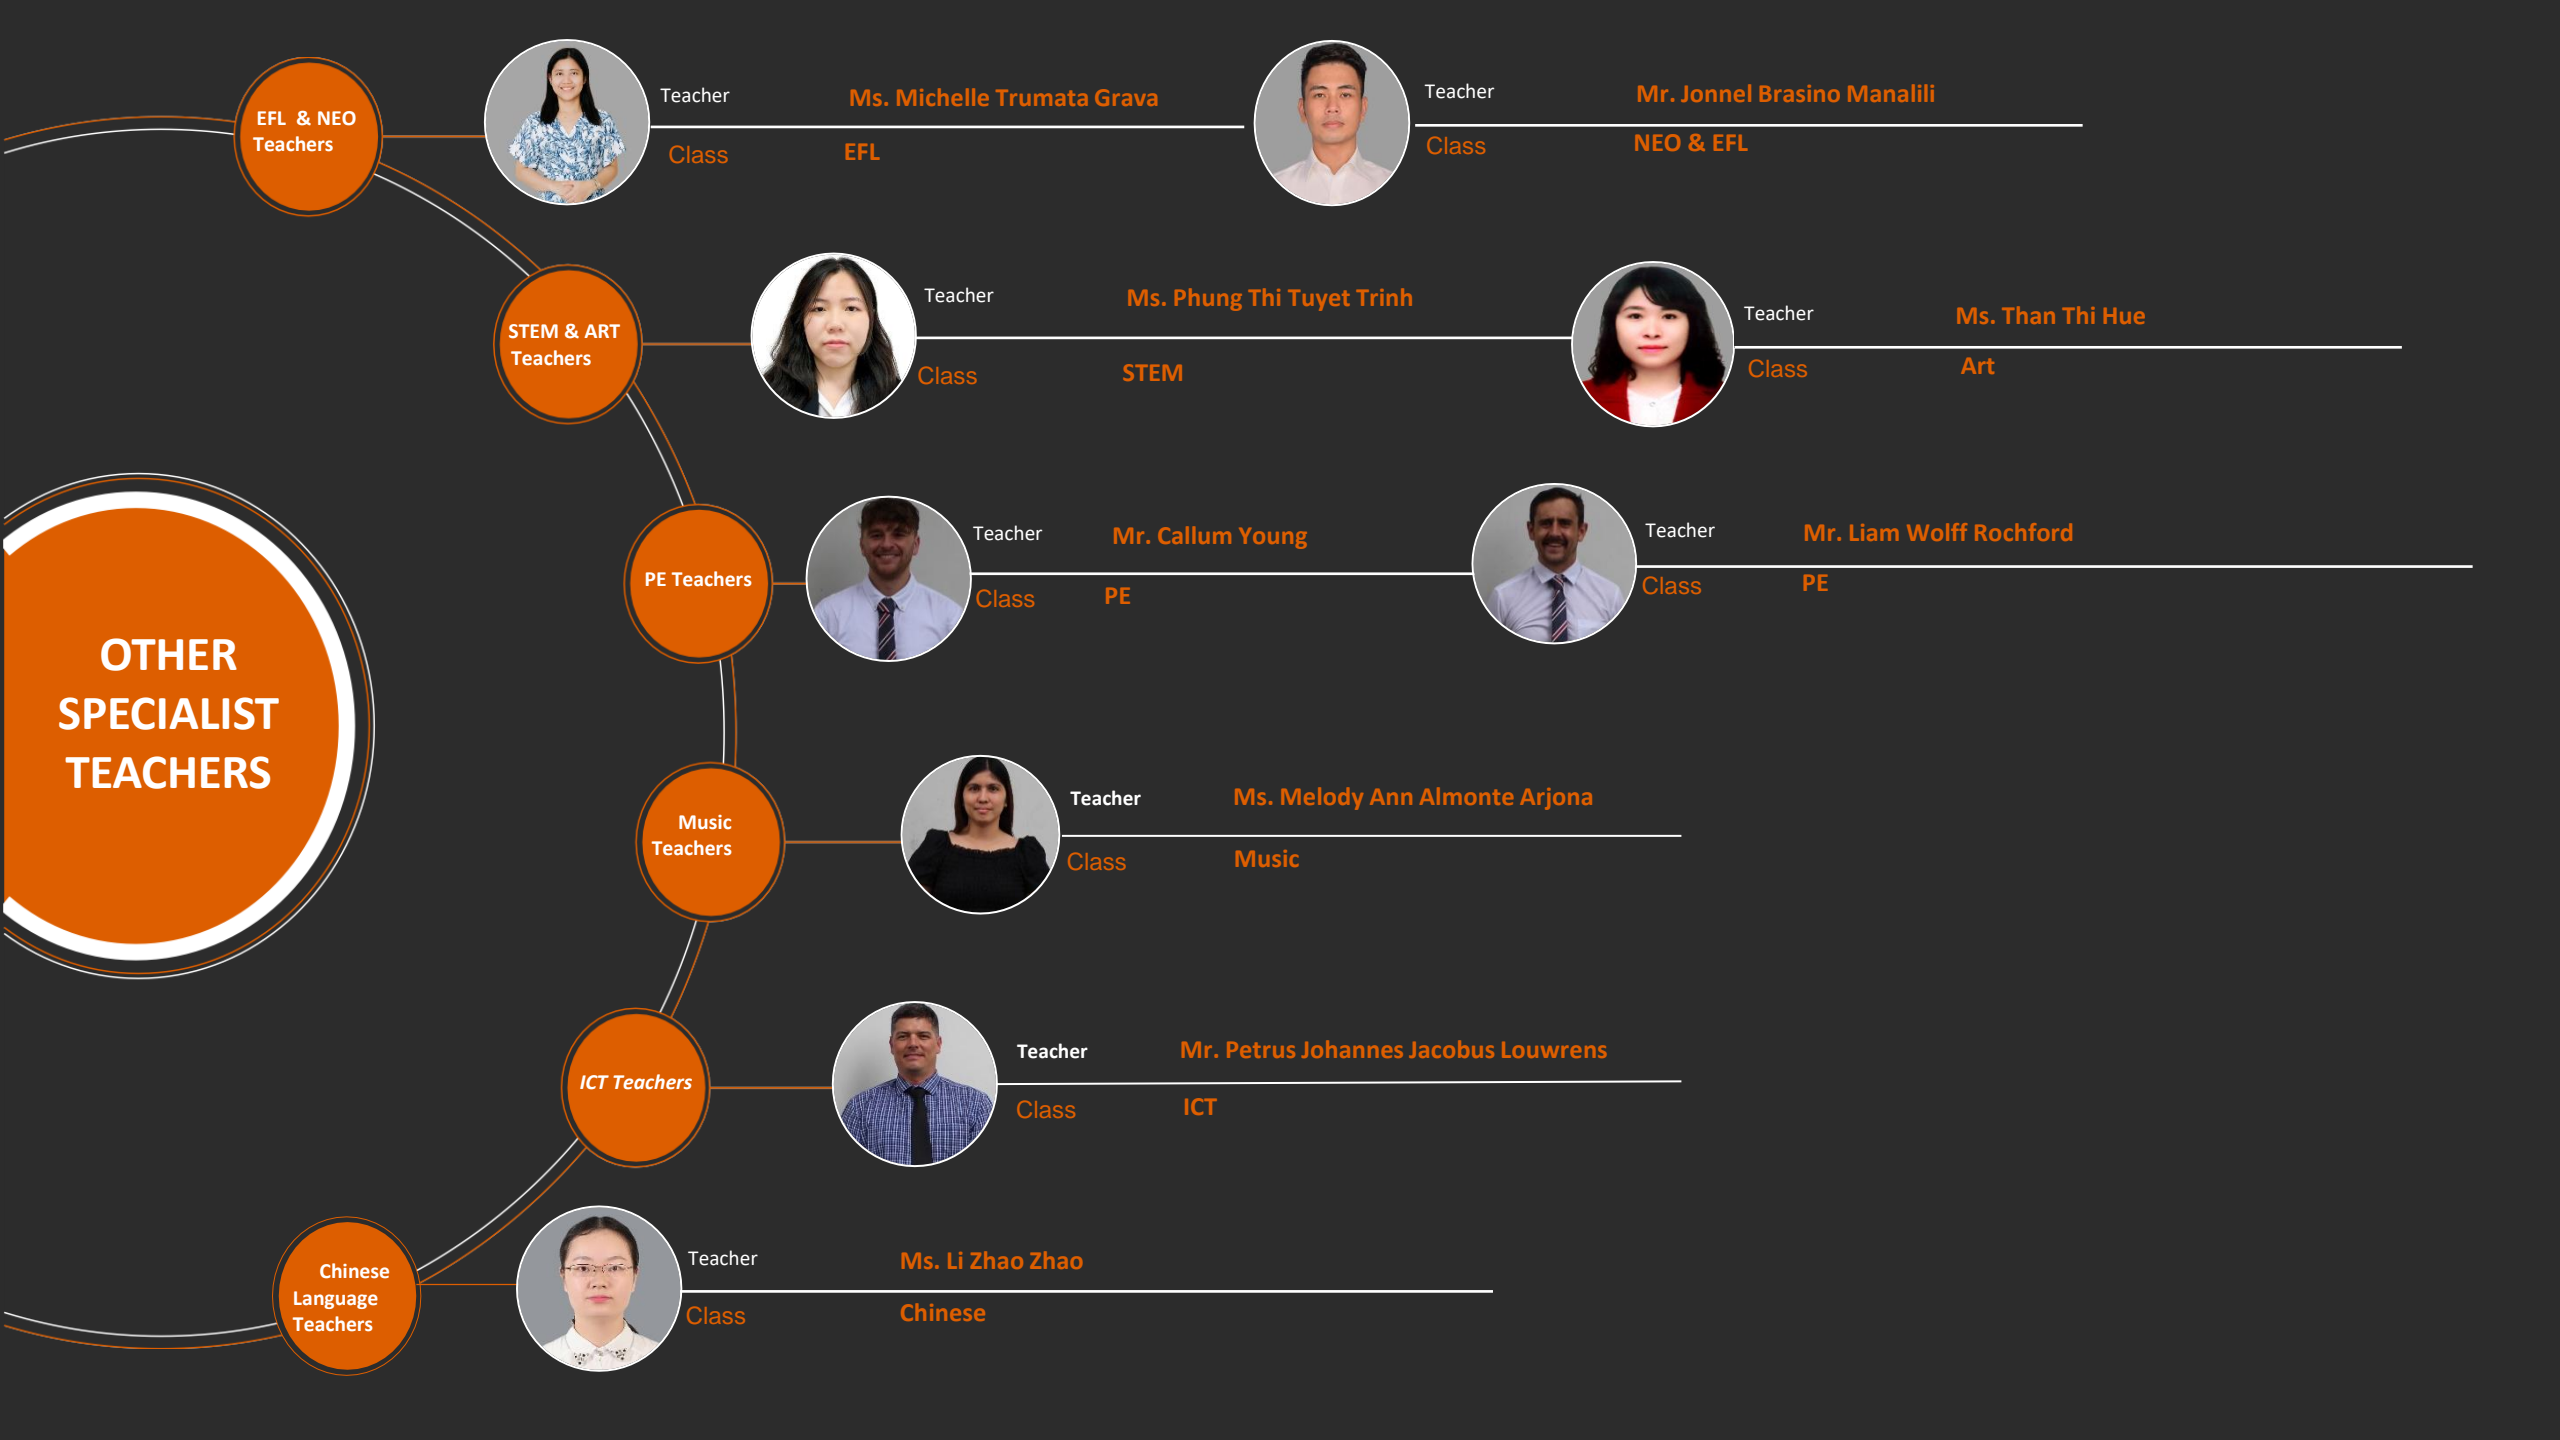 OTHER
SPECIALIST
TEACHERS
EFL & NEO
Teachers
Teacher
Ms. Michelle Trumata Grava
Class
EFL
Teacher
Mr. Jonnel Brasino Manalili
Class
NEO & EFL
STEM & ART
Teachers
Teacher
Ms. Phung Thi Tuyet Trinh
Class
STEM
Teacher
Ms. Than Thi Hue
Class
Art
PE Teachers
Teacher
Mr. Callum Young
Class
PE
Teacher
Mr. Liam Wolff Rochford
Class
PE
Music
Teachers
Teacher
Ms. Melody Ann Almonte Arjona
Class
Music
ICT Teachers
Teacher
Mr. Petrus Johannes Jacobus Louwrens
Class
ICT
Chinese
Language
Teachers
Teacher
Ms. Li Zhao Zhao
Class
Chinese